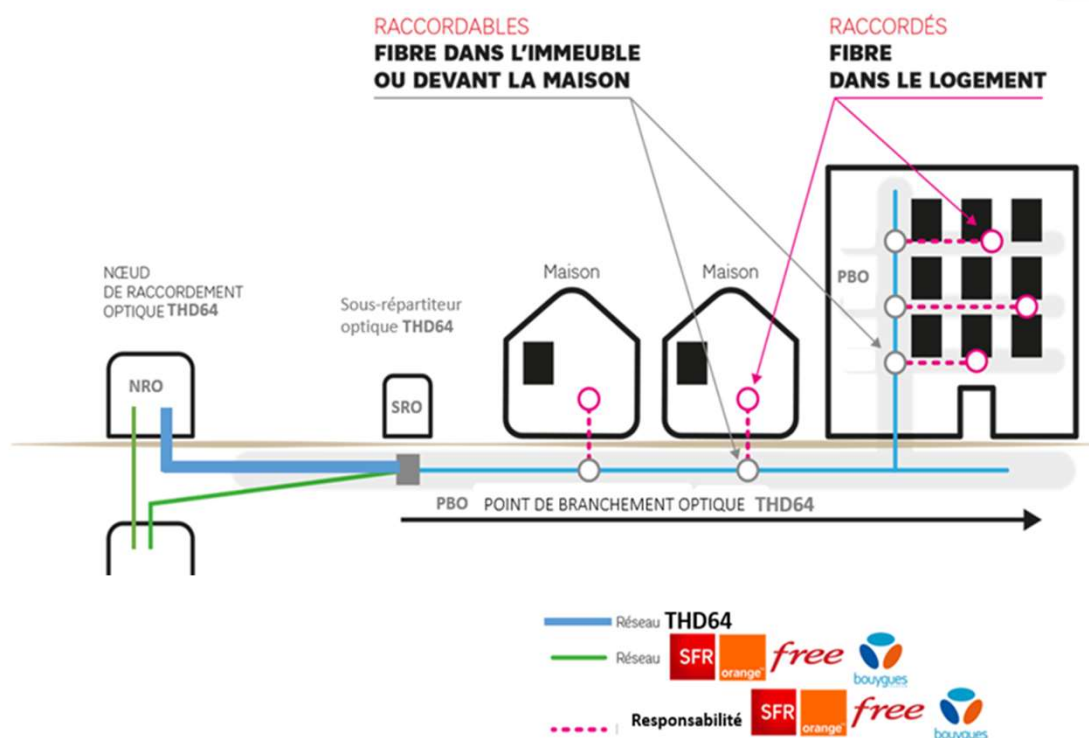 RACCORDABLES
FIBRE DANS L'IMMEUBLE
OU DEVANT LA MAISON
RACCORDÉS
FIBRE
DANS LE LOGEMENT
NŒUD
DE RACCORDEMENT
OPTIQUE THD64
Sous-répartiteur
optique THD64
Maison
Maison
PBO
NRO
SRO
PBO POINT DE BRANCHEMENT OPTIQUE THD64
Réseau THD64
Réseau SFR orange™ free bouygues
Responsabilité SFR orange™ free bouygues